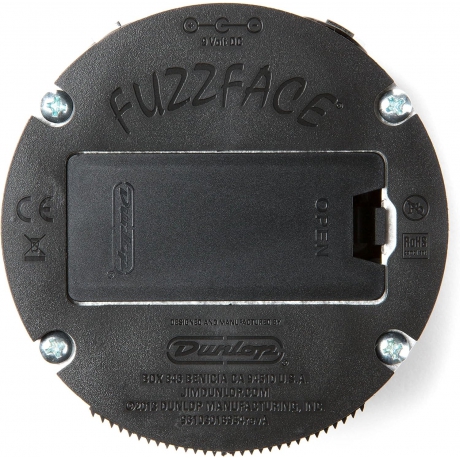 9 Volt DC
FUZZFACE
DUNLOP
OPEN
CE
RoHS
DESIGNED AND MANUFACTURED BY
DUNLOP
BOX 846 BENICIA CA 94510 U.S.A.
JIMDUNLOP.COM
©2013 DUNLOP MANUFACTURING, INC.